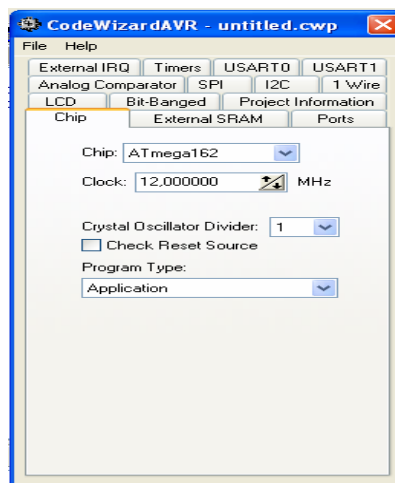 CodeWizardAVR - untitled.cwp
File Help
External IRQ Timers USART0 USART1
Analog Comparator SPI I2C 1 Wire
LCD Bit-Banged Project Information
Chip External SRAM Ports
Chip: ATmega162
Clock: 12,000000 MHz
Crystal Oscillator Divider: 1
Check Reset Source
Program Type:
Application